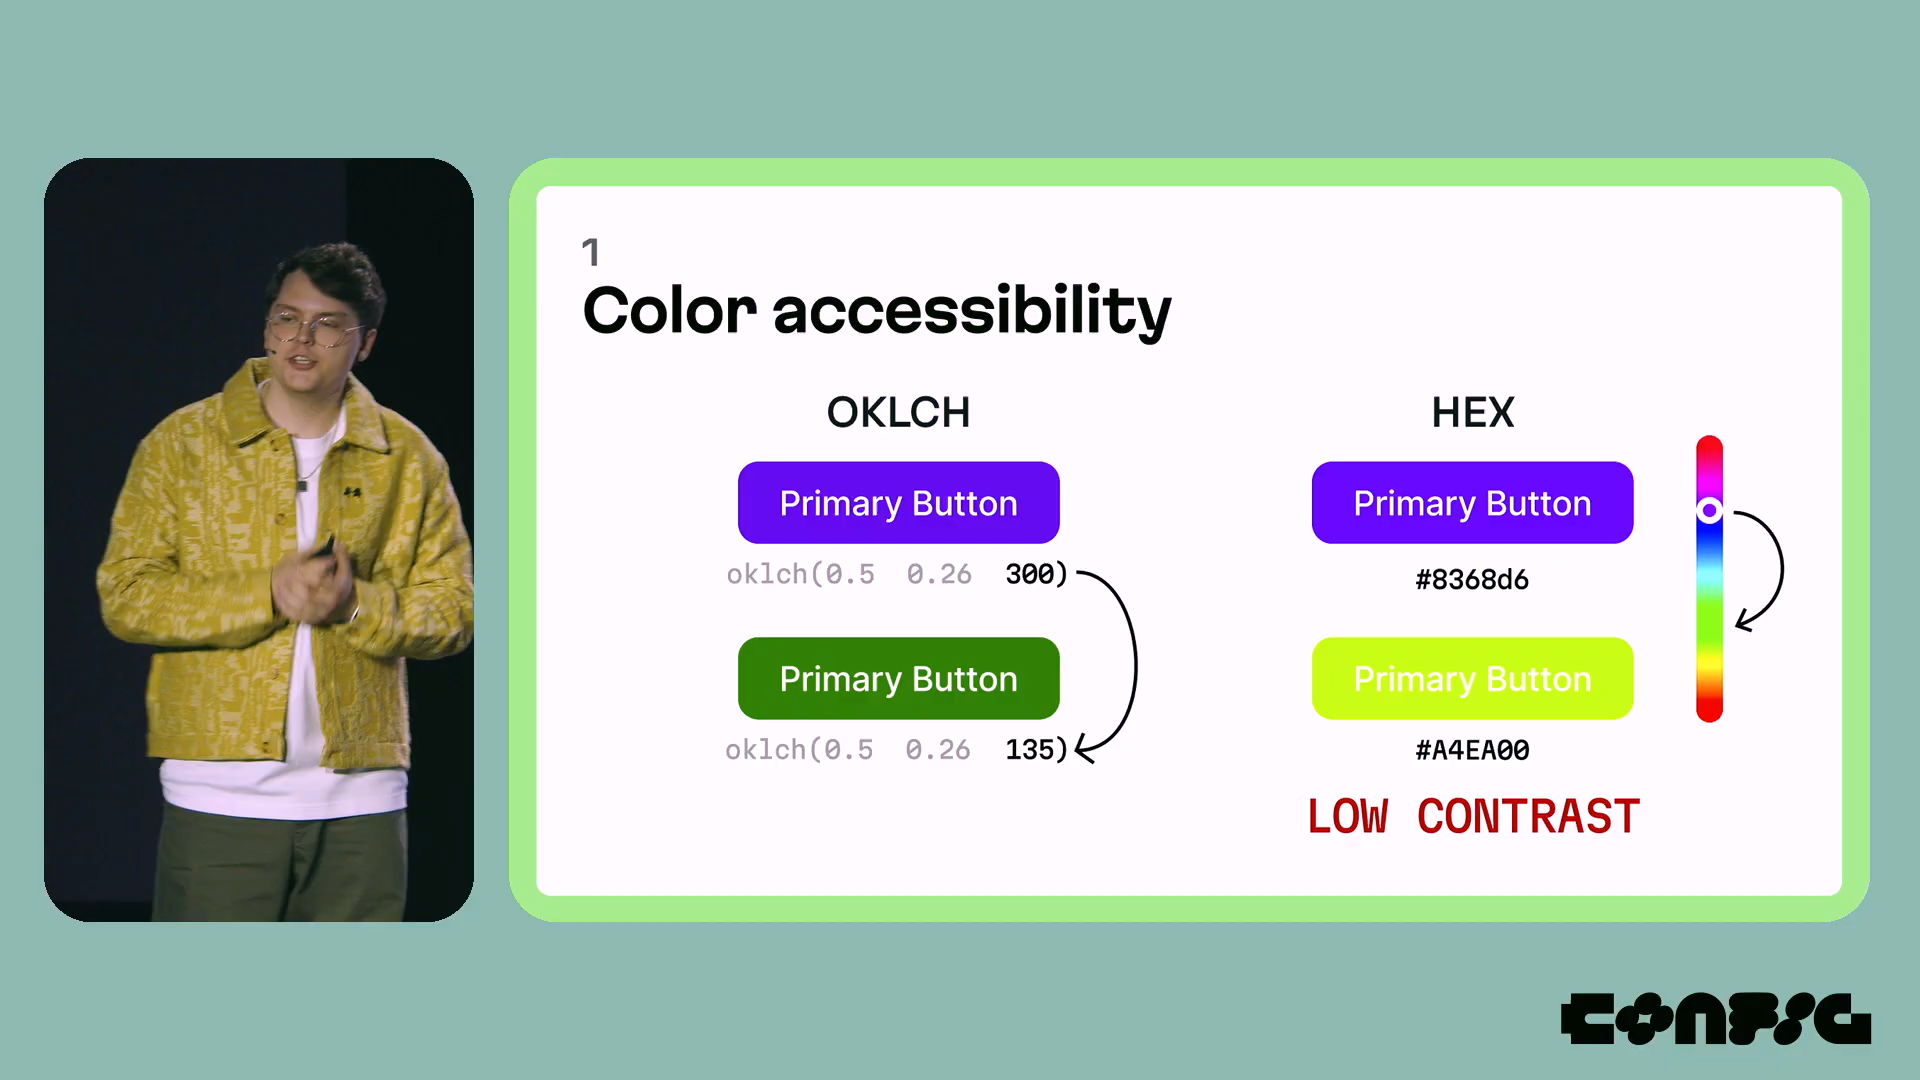 1
Color accessibility
OKLCH
Primary Button
oklch(0.5 0.26 300)
Primary Button
oklch(0.5 0.26 135)
HEX
Primary Button
#8368d6
Primary Button
#A4EA00
LOW CONTRAST
CONFIG